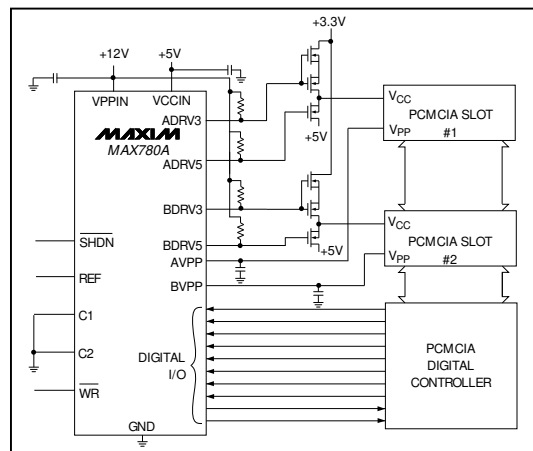 +3.3V
+12V
+5V
VPPIN
VCCIN
MAXIM
MAX780A
ADRV3
ADRV5
BDRV3
BDRV5
AVPP
BVPP
SHDN
REF
C1
C2
WR
GND
DIGITAL
I/O
+5V
+5V
VCC
VPP
PCMCIA SLOT
#1
VCC
VPP
PCMCIA SLOT
#2
PCMCIA
DIGITAL
CONTROLLER